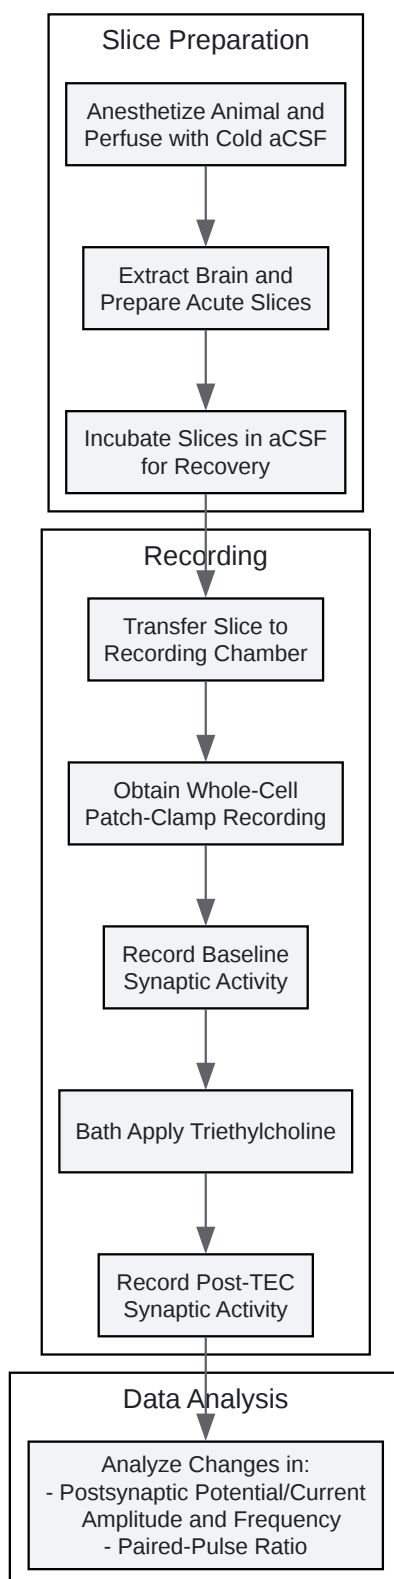 Slice Preparation
Anesthetize Animal and
Perfuse with Cold aCSF
Extract Brain and
Prepare Acute Slices
Incubate Slices in aCSF
for Recovery
Recording
Transfer Slice to
Recording Chamber
Obtain Whole-Cell
Patch-Clamp Recording
Record Baseline
Synaptic Activity
Bath Apply Triethylcholine
Record Post-TEC
Synaptic Activity
Data Analysis
Analyze Changes in:
- Postsynaptic Potential/Current
Amplitude and Frequency
- Paired-Pulse Ratio